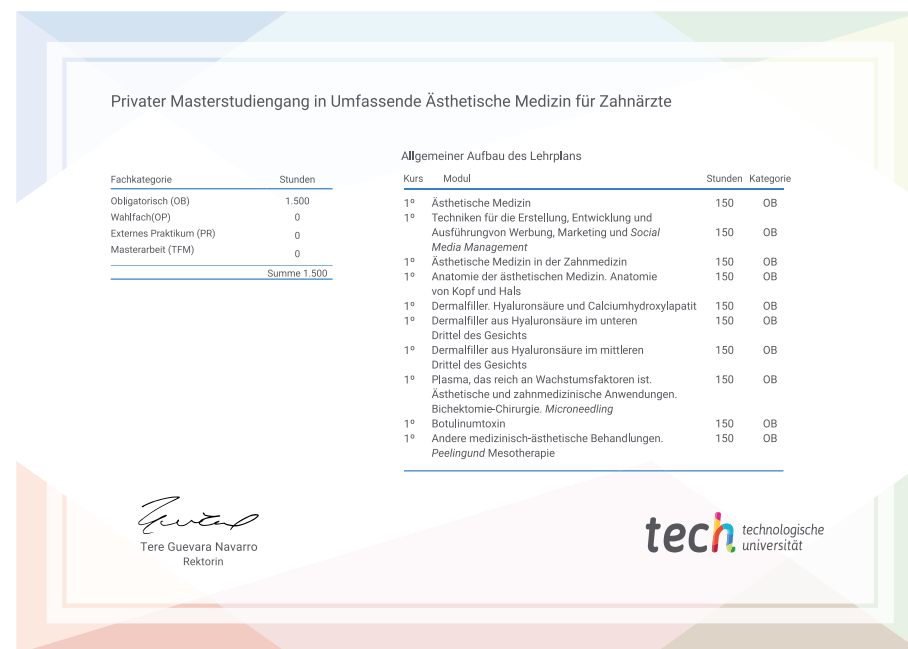 Privater Masterstudiengang in Umfassende Ästhetische Medizin für Zahnärzte
Fachkategorie Stunden
Obligatorisch (OB) 1.500
Wahlfach(OP) 0
Externes Praktikum (PR) 0
Masterarbeit (TFM) 0
Summe 1.500
Allgemeiner Aufbau des Lehrplans
Kurs Modul Stunden Kategorie
1º Ästhetische Medizin 150 OB
1º Techniken für die Erstellung, Entwicklung und
Ausführungvon Werbung, Marketing und Social 150 OB
Media Management
1º Ästhetische Medizin in der Zahnmedizin 150 OB
1º Anatomie der ästhetischen Medizin. Anatomie 150 OB
von Kopf und Hals
1º Dermalfiller. Hyaluronsäure und Calciumhydroxylapatit 150 OB
1º Dermalfiller aus Hyaluronsäure im unteren 150 OB
Drittel des Gesichts
1º Dermalfiller aus Hyaluronsäure im mittleren 150 OB
Drittel des Gesichts
1º Plasma, das reich an Wachstumsfaktoren ist. 150 OB
Ästhetische und zahnmedizinische Anwendungen.
Bichektomie-Chirurgie. Microneedling
1º Botulinumtoxin 150 OB
1º Andere medizinisch-ästhetische Behandlungen. 150 OB
Peelingund Mesotherapie
Tere Guevara Navarro
Rektorin
tech technologische
universität